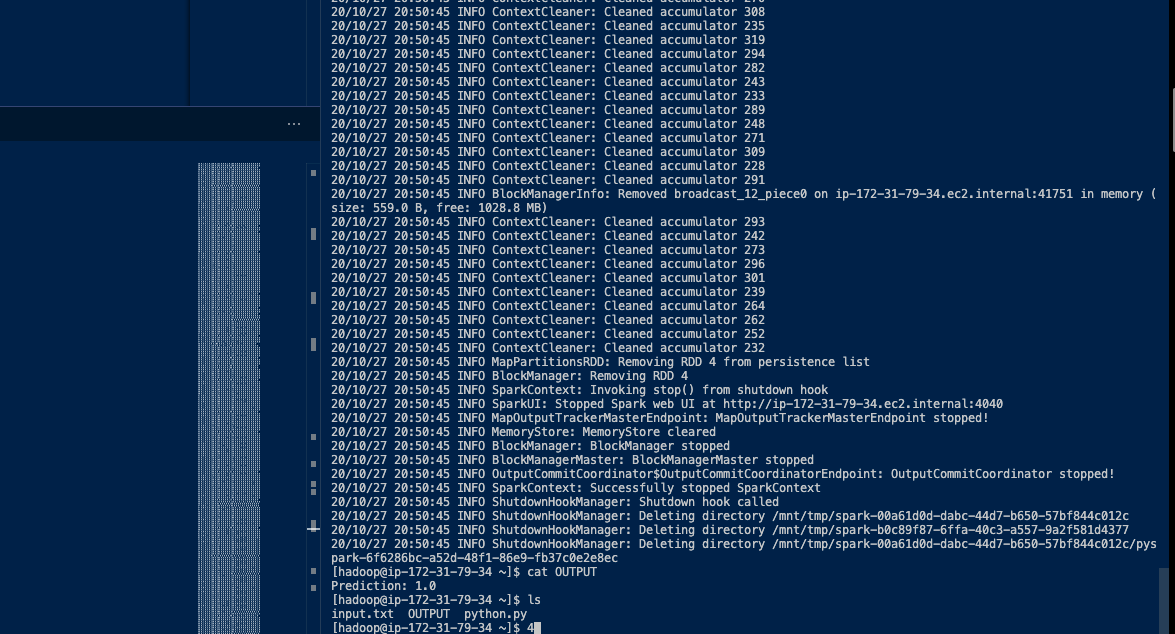 ...
20/10/27 20:50:45 INFO ContextCleaner: Cleaned accumulator 308
20/10/27 20:50:45 INFO ContextCleaner: Cleaned accumulator 235
20/10/27 20:50:45 INFO ContextCleaner: Cleaned accumulator 319
20/10/27 20:50:45 INFO ContextCleaner: Cleaned accumulator 294
20/10/27 20:50:45 INFO ContextCleaner: Cleaned accumulator 282
20/10/27 20:50:45 INFO ContextCleaner: Cleaned accumulator 243
20/10/27 20:50:45 INFO ContextCleaner: Cleaned accumulator 233
20/10/27 20:50:45 INFO ContextCleaner: Cleaned accumulator 289
20/10/27 20:50:45 INFO ContextCleaner: Cleaned accumulator 248
20/10/27 20:50:45 INFO ContextCleaner: Cleaned accumulator 271
20/10/27 20:50:45 INFO ContextCleaner: Cleaned accumulator 309
20/10/27 20:50:45 INFO ContextCleaner: Cleaned accumulator 228
20/10/27 20:50:45 INFO ContextCleaner: Cleaned accumulator 291
20/10/27 20:50:45 INFO BlockManagerInfo: Removed broadcast_12_piece0 on ip-172-31-79-34.ec2.internal:41751 in memory (
size: 559.0 B, free: 1028.8 MB)
20/10/27 20:50:45 INFO ContextCleaner: Cleaned accumulator 293
20/10/27 20:50:45 INFO ContextCleaner: Cleaned accumulator 242
20/10/27 20:50:45 INFO ContextCleaner: Cleaned accumulator 273
20/10/27 20:50:45 INFO ContextCleaner: Cleaned accumulator 296
20/10/27 20:50:45 INFO ContextCleaner: Cleaned accumulator 301
20/10/27 20:50:45 INFO ContextCleaner: Cleaned accumulator 239
20/10/27 20:50:45 INFO ContextCleaner: Cleaned accumulator 264
20/10/27 20:50:45 INFO ContextCleaner: Cleaned accumulator 262
20/10/27 20:50:45 INFO ContextCleaner: Cleaned accumulator 252
20/10/27 20:50:45 INFO ContextCleaner: Cleaned accumulator 232
20/10/27 20:50:45 INFO MapPartitionsRDD: Removing RDD 4 from persistence list
20/10/27 20:50:45 INFO BlockManager: Removing RDD 4
20/10/27 20:50:45 INFO SparkContext: Invoking stop() from shutdown hook
20/10/27 20:50:45 INFO SparkUI: Stopped Spark web UI at http://ip-172-31-79-34.ec2.internal:4040
20/10/27 20:50:45 INFO MapOutputTrackerMasterEndpoint: MapOutputTrackerMasterEndpoint stopped!
20/10/27 20:50:45 INFO MemoryStore: MemoryStore cleared
20/10/27 20:50:45 INFO BlockManager: BlockManager stopped
20/10/27 20:50:45 INFO BlockManagerMaster: BlockManagerMaster stopped
20/10/27 20:50:45 INFO OutputCommitCoordinator$OutputCommitCoordinatorEndpoint: OutputCommitCoordinator stopped!
20/10/27 20:50:45 INFO SparkContext: Successfully stopped SparkContext
20/10/27 20:50:45 INFO ShutdownHookManager: Shutdown hook called
20/10/27 20:50:45 INFO ShutdownHookManager: Deleting directory /mnt/tmp/spark-00a61d0d-dabc-44d7-b650-57bf844c012c
20/10/27 20:50:45 INFO ShutdownHookManager: Deleting directory /mnt/tmp/spark-b0c89f87-6ffa-40c3-a557-9a2f581d4377
20/10/27 20:50:45 INFO ShutdownHookManager: Deleting directory /mnt/tmp/spark-00a61d0d-dabc-44d7-b650-57bf844c012c/pys
park-6f6286bc-a32d-48f1-86e9-fb37c0e2e8ec
[hadoop@ip-172-31-79-34 ~]$ cat OUTPUT
Prediction: 1.0
[hadoop@ip-172-31-79-34 ~]$ ls
input.txt  OUTPUT  python.py
[hadoop@ip-172-31-79-34 ~]$ 4